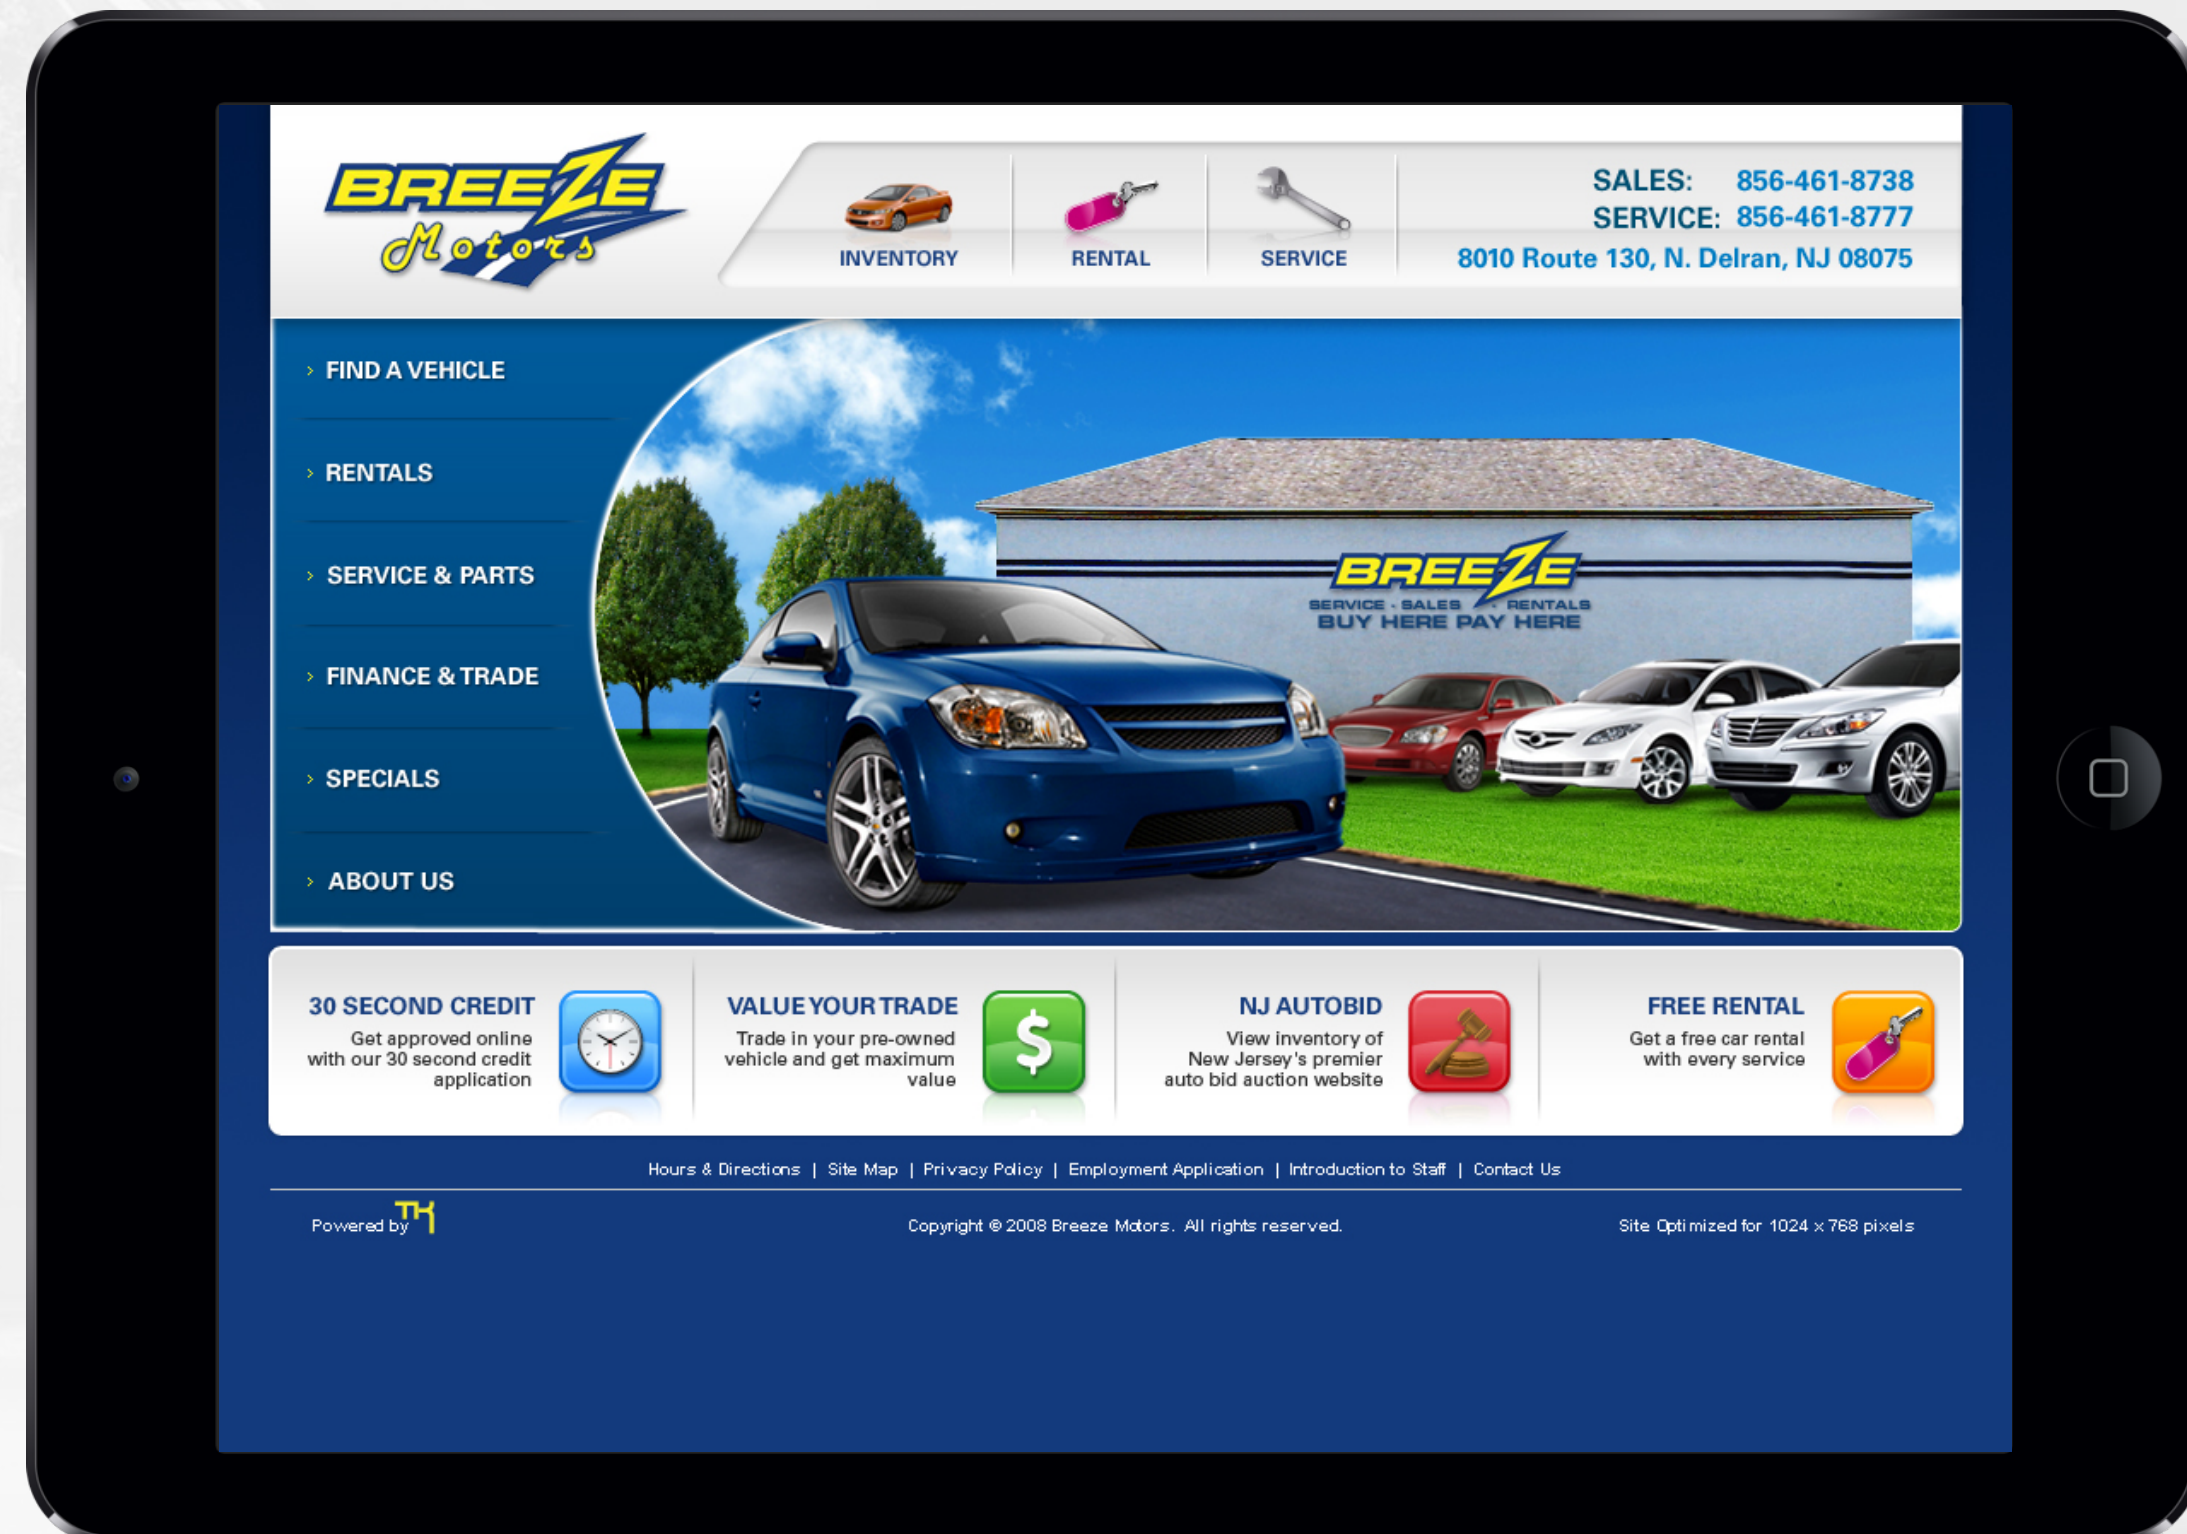 BREEZE
Motors
INVENTORY
RENTAL
SERVICE
SALES: 856-461-8738
SERVICE: 856-461-8777
8010 Route 130, N. Delran, NJ 08075
> FIND A VEHICLE
> RENTALS
> SERVICE & PARTS
> FINANCE & TRADE
> SPECIALS
> ABOUT US
BREEZE
SERVICE - SALES - RENTALS
BUY HERE PAY HERE
30 SECOND CREDIT
Get approved online
with our 30 second credit
application
VALUE YOUR TRADE
Trade in your pre-owned
vehicle and get maximum
value
$
NJ AUTOBID
View inventory of
New Jersey's premier
auto bid auction website
FREE RENTAL
Get a free car rental
with every service
Hours & Directions | Site Map | Privacy Policy | Employment Application | Introduction to Staff | Contact Us
Powered by TK
Copyright © 2008 Breeze Motors. All rights reserved.
Site Optimized for 1024 x 768 pixels